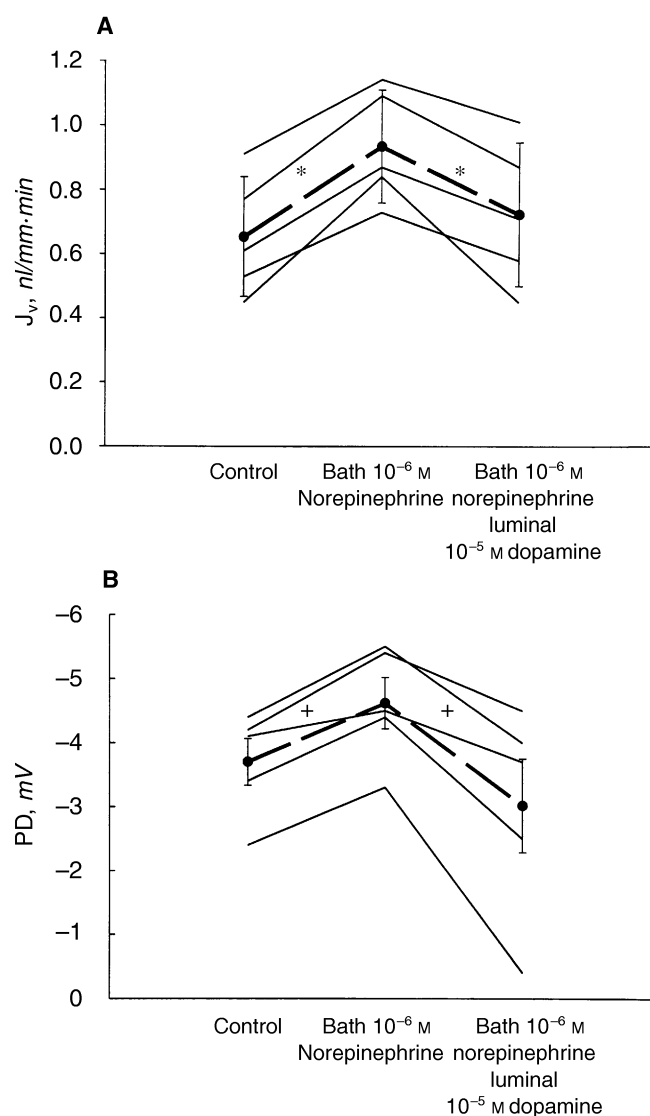 A
1.2
1.0
0.8
0.6
0.4
0.2
0.0
Jv, nl/mm·min
*
*
Control
Bath 10⁻⁶ M
Norepinephrine
Bath 10⁻⁶ M
norepinephrine
luminal
10⁻⁵ M dopamine
B
–6
–5
–4
–3
–2
–1
0
PD, mV
+
+
Control
Bath 10⁻⁶ M
Norepinephrine
Bath 10⁻⁶ M
norepinephrine
luminal
10⁻⁵ M dopamine